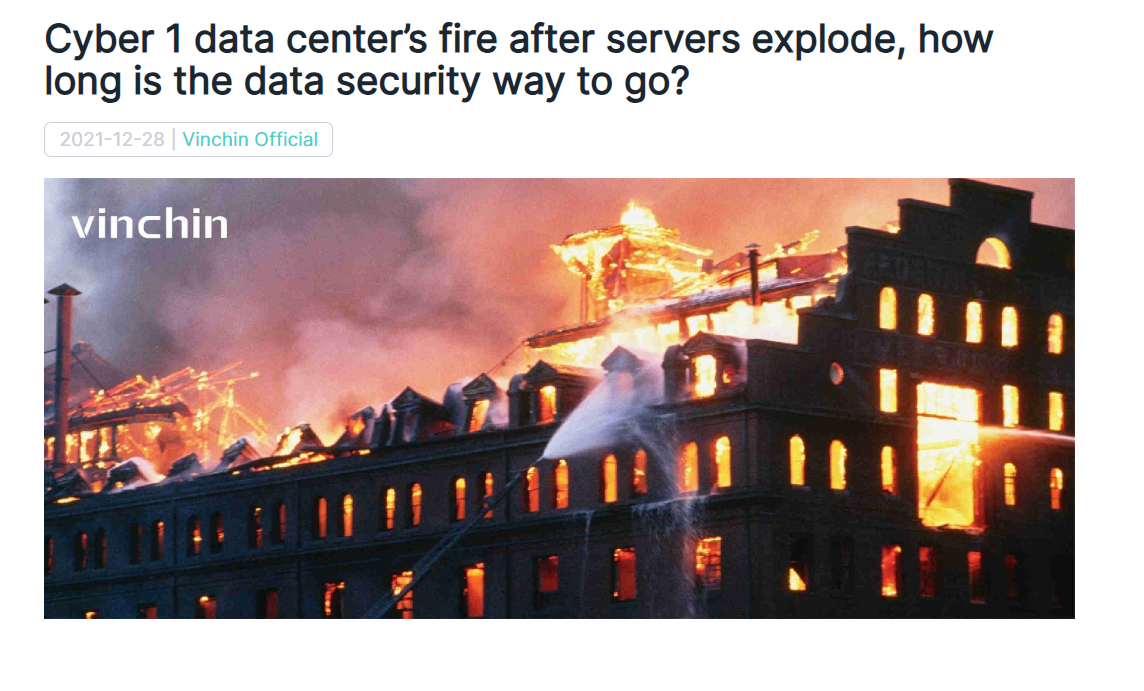 Cyber 1 data center’s fire after servers explode, how
long is the data security way to go?
2021-12-28 | Vinchin Official
vinchin